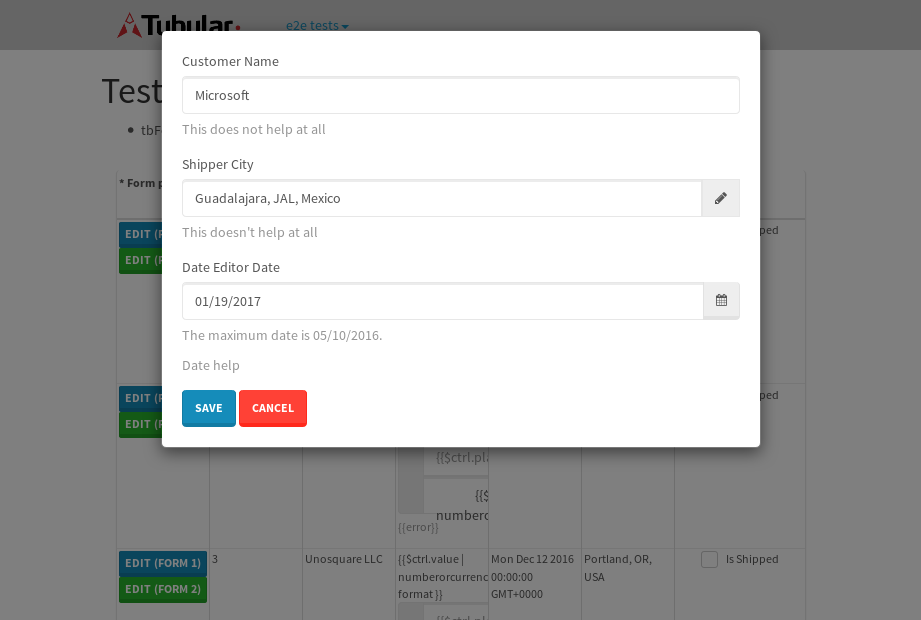 Tubular.
e2e tests
Test
Customer Name
Microsoft
This does not help at all
tbF
Shipper City
* Form p
Guadalajara, JAL, Mexico
This doesn't help at all
EDIT (F
EDIT (F
pped
Date Editor Date
01/19/2017
The maximum date is 05/10/2016.
Date help
EDIT (F
EDIT (F
pped
SAVE
CANCEL
{{$ctrl.pl
{{$
numberorc
{{error}}
EDIT (FORM 1)
EDIT (FORM 2)
3
Unosquare LLC
{{$ctrl.value |
numberorcurrenc
format }}
Mon Dec 12 2016
00:00:00
GMT+0000
Portland, OR,
USA
Is Shipped
{{$ctrl.pl